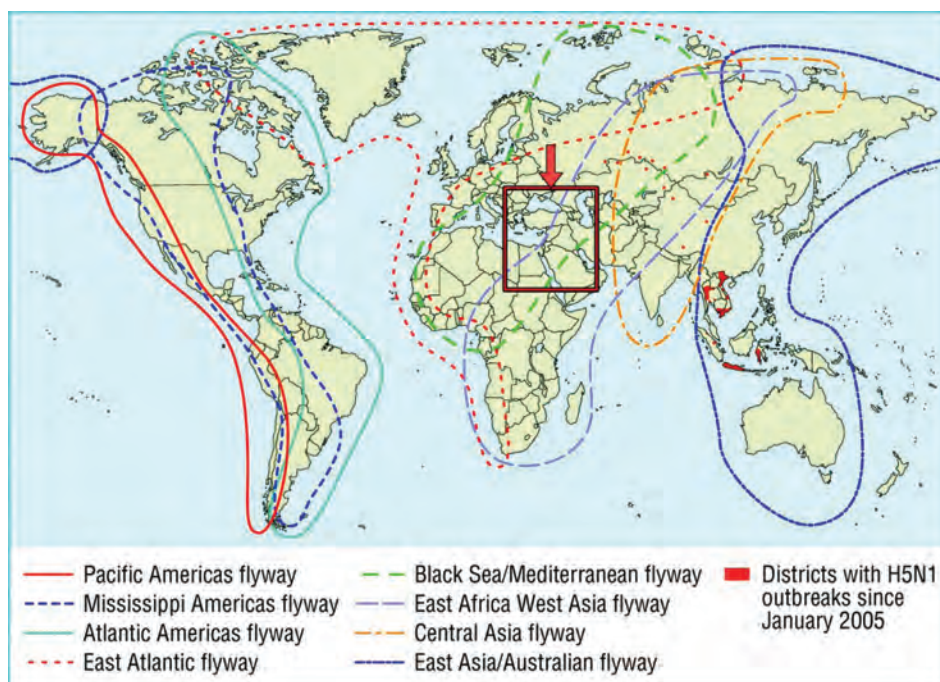 Pacific Americas flyway
Mississippi Americas flyway
Atlantic Americas flyway
East Atlantic flyway
Black Sea/Mediterranean flyway
East Africa West Asia flyway
Central Asia flyway
East Asia/Australian flyway
Districts with H5N1
outbreaks since
January 2005